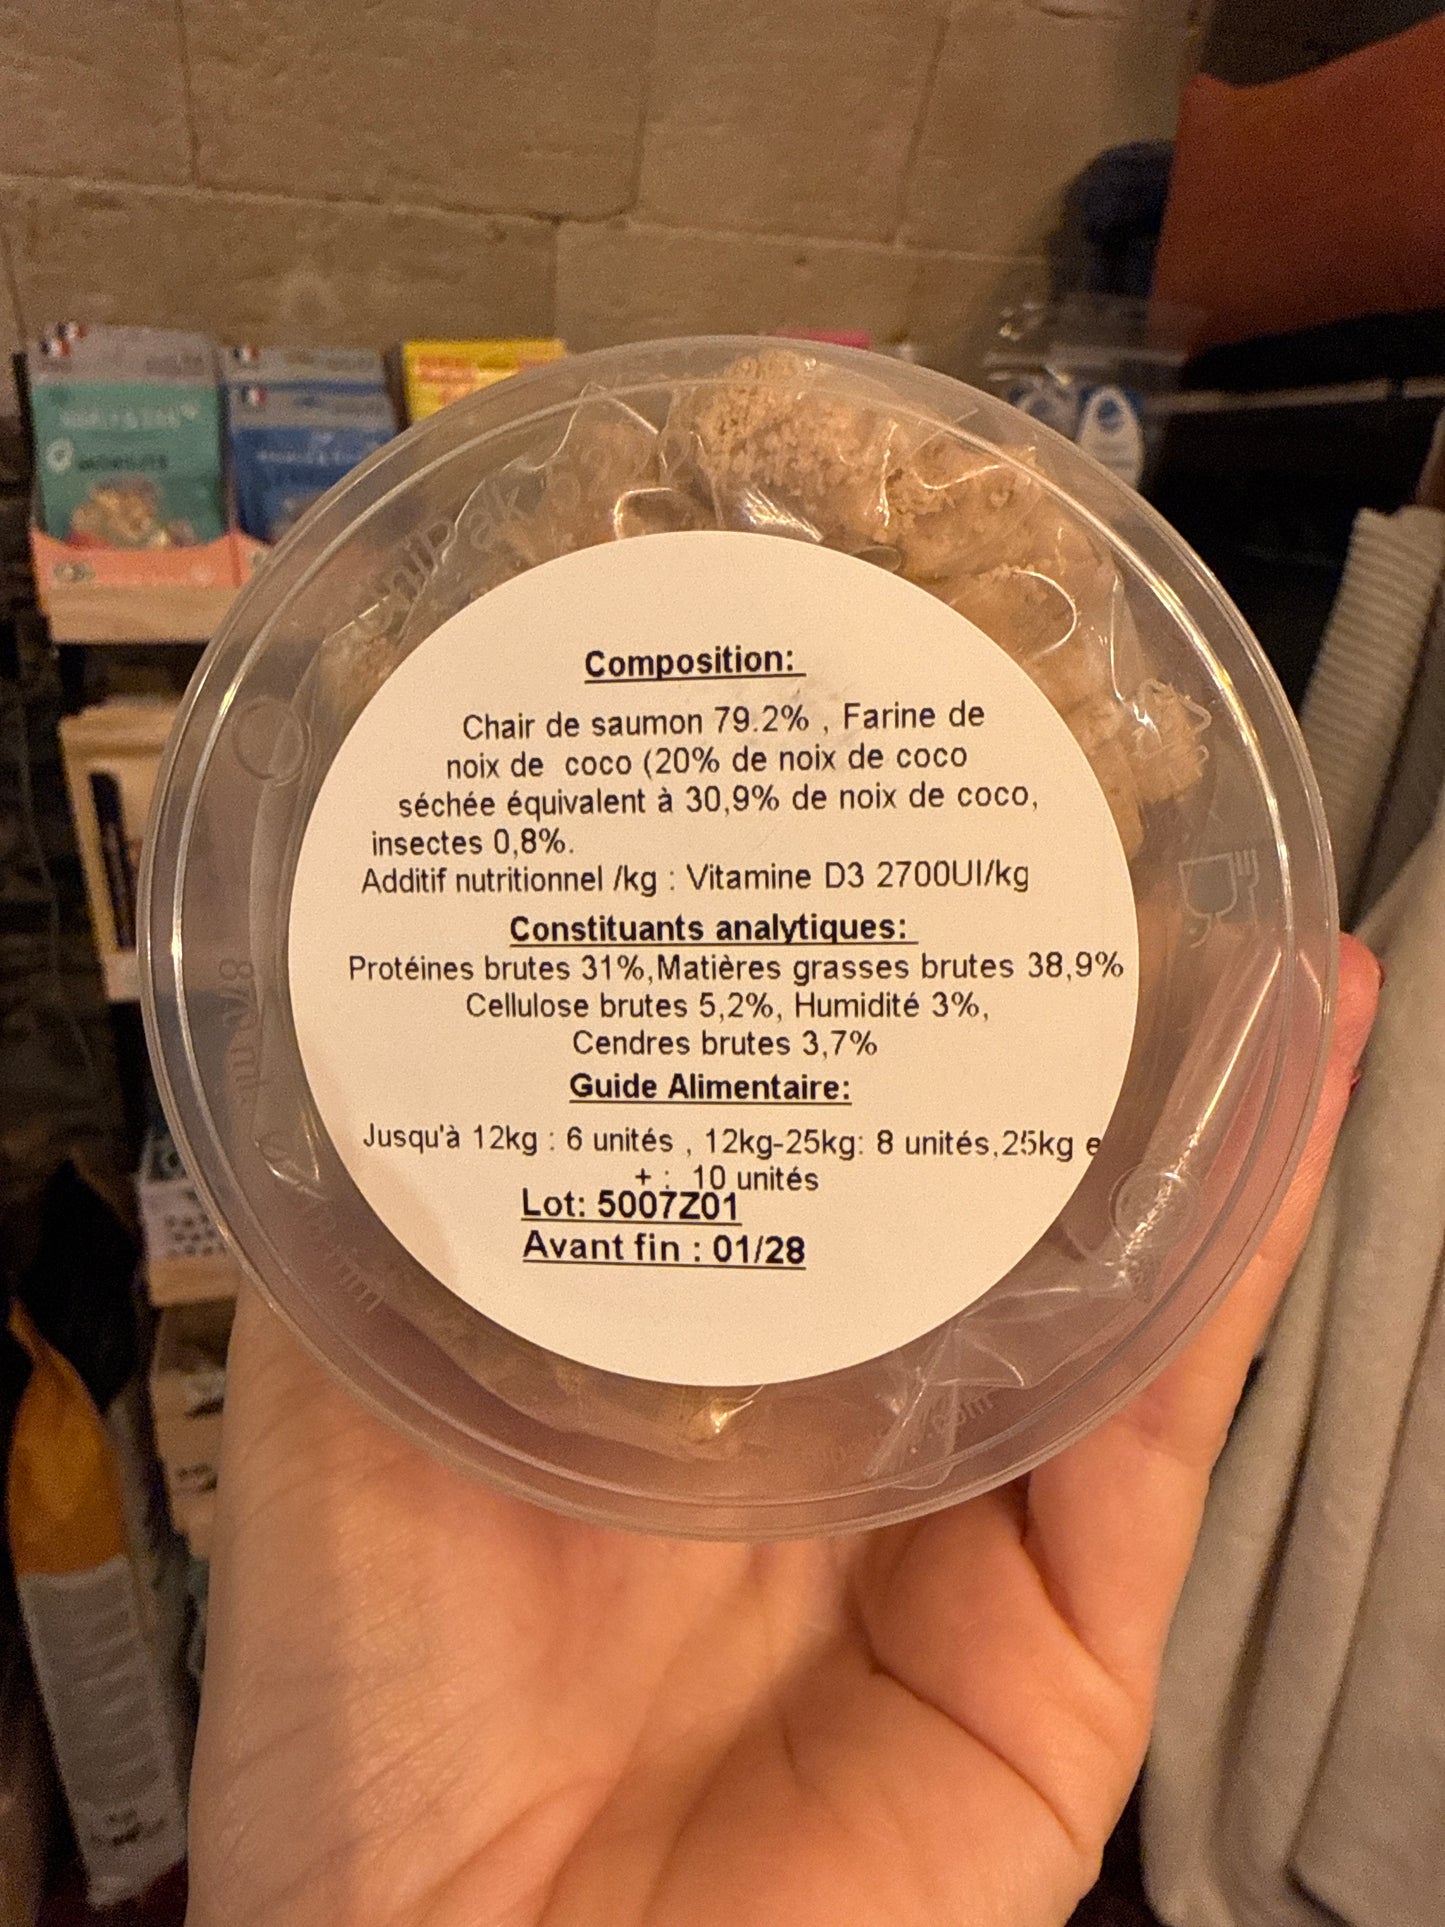 Composition:
Chair de saumon 79.2% , Farine de
noix de coco (20% de noix de coco
séchée équivalent à 30,9% de noix de coco,
insectes 0,8%.
Additif nutritionnel /kg : Vitamine D3 2700UI/kg
Constituants analytiques:
Protéines brutes 31%,Matières grasses brutes 38,9%
Cellulose brutes 5,2%, Humidité 3%,
Cendres brutes 3,7%
Guide Alimentaire:
Jusqu'à 12kg : 6 unités , 12kg-25kg: 8 unités,25kg e
+ : 10 unités
Lot: 5007Z01
Avant fin : 01/28
UniPak
870 ml